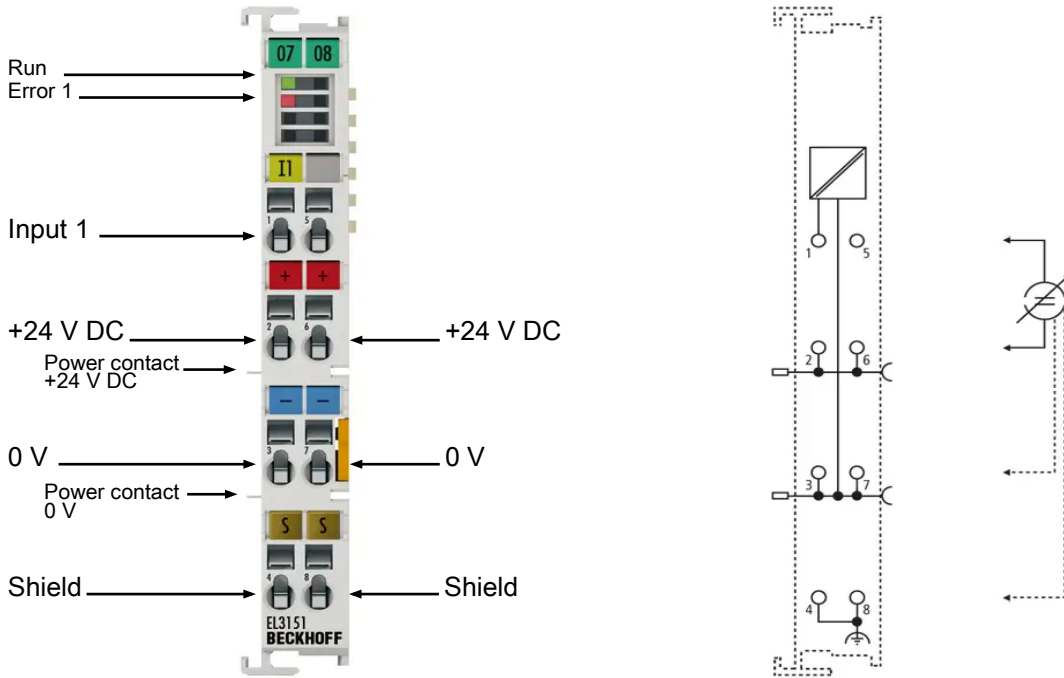 Run
Error 1
07 08
I1
1 5
Input 1
+ +
2 6
+24 V DC
+24 V DC
Power contact
+24 V DC
− −
3 7
0 V
0 V
Power contact
0 V
S S
4 8
Shield
Shield
EL3151
BECKHOFF
1 5
2 6
3 7
4 8